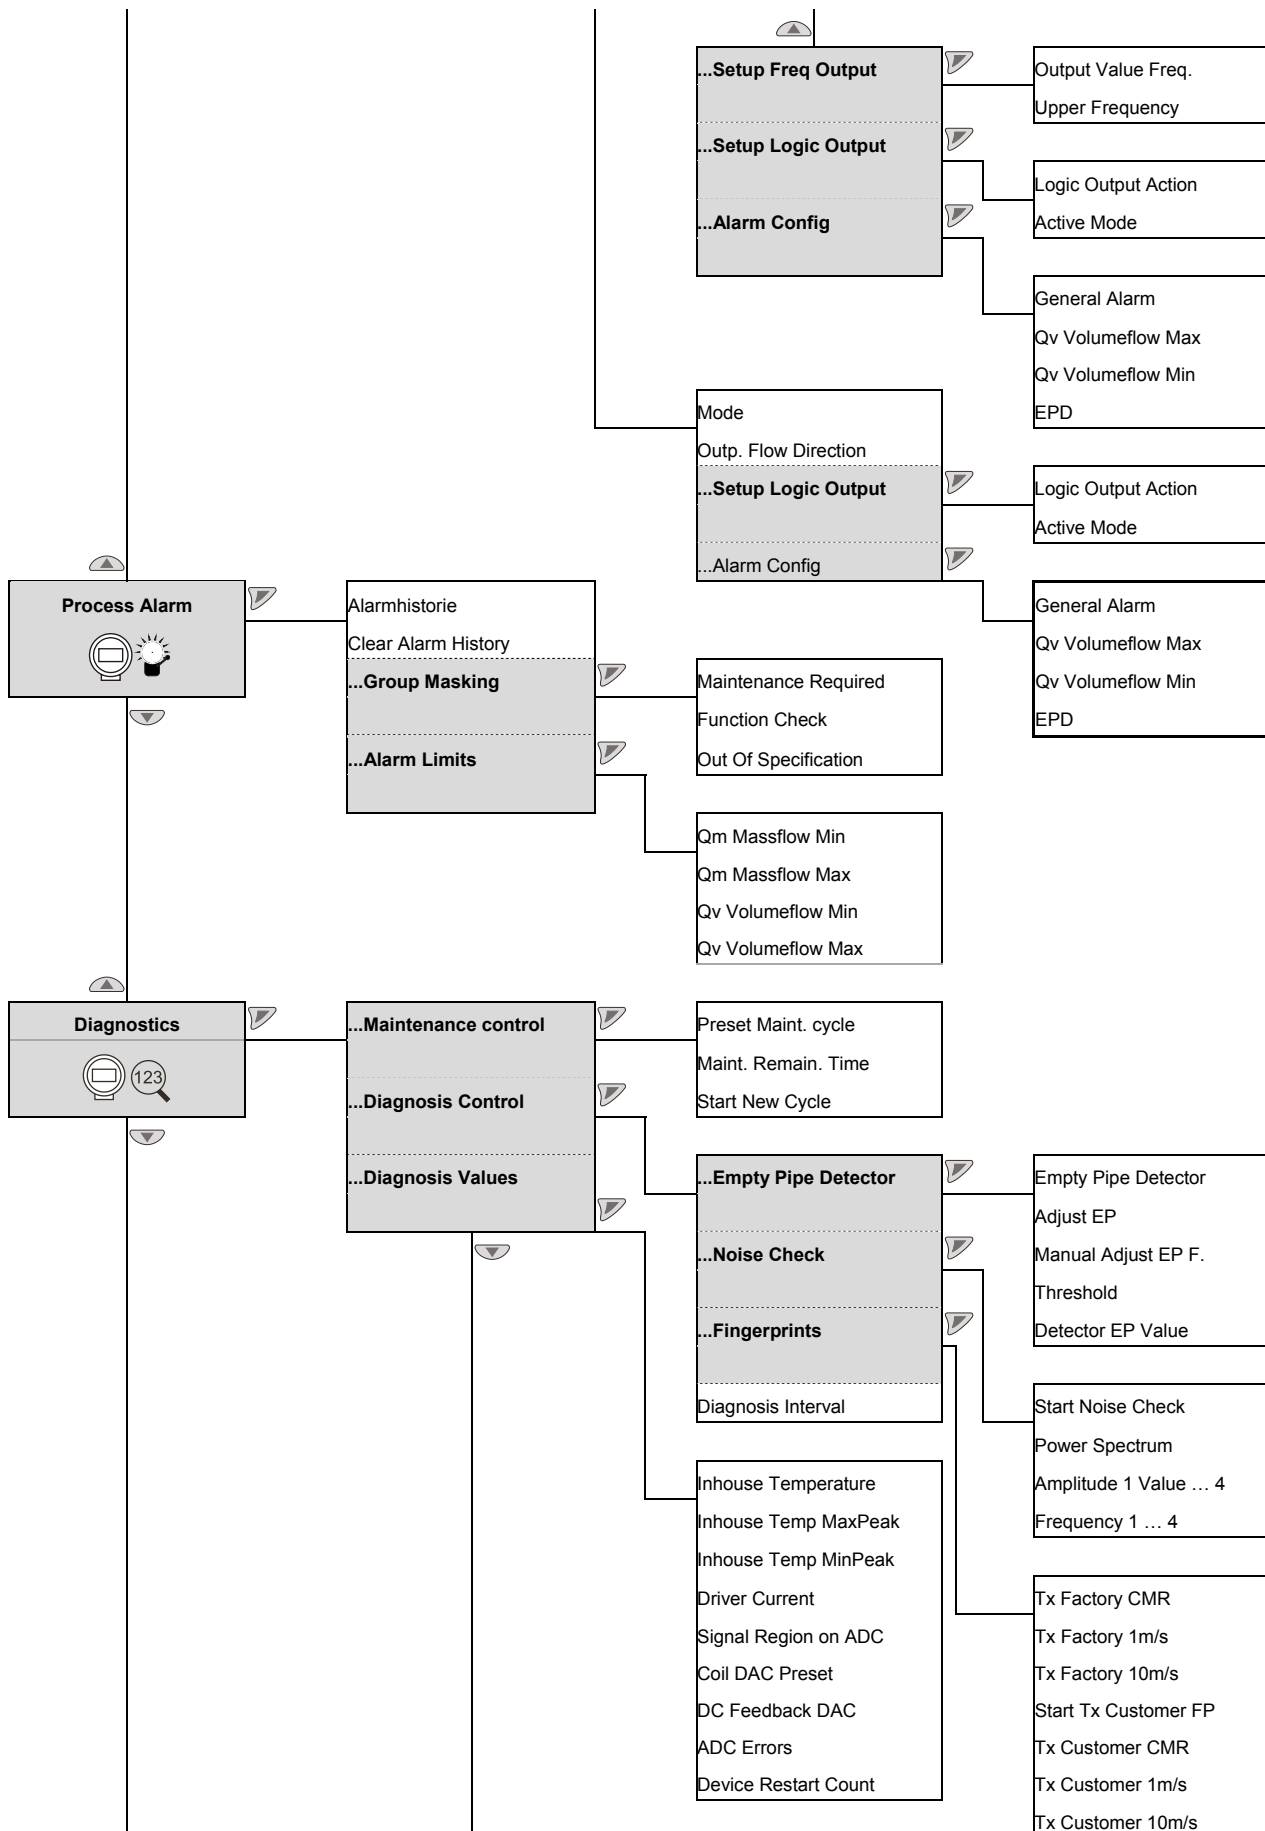 ...Setup Freq Output
Output Value Freq.
Upper Frequency
...Setup Logic Output
Logic Output Action
Active Mode
...Alarm Config
General Alarm
Qv Volumeflow Max
Qv Volumeflow Min
EPD
Mode
Outp. Flow Direction
...Setup Logic Output
Logic Output Action
Active Mode
...Alarm Config
General Alarm
Qv Volumeflow Max
Qv Volumeflow Min
EPD
Process Alarm
Alarmhistorie
Clear Alarm History
...Group Masking
Maintenance Required
Function Check
Out Of Specification
...Alarm Limits
Qm Massflow Min
Qm Massflow Max
Qv Volumeflow Min
Qv Volumeflow Max
Diagnostics
123
...Maintenance control
Preset Maint. cycle
Maint. Remain. Time
Start New Cycle
...Diagnosis Control
...Diagnosis Values
...Empty Pipe Detector
Empty Pipe Detector
Adjust EP
Manual Adjust EP F.
Threshold
Detector EP Value
...Noise Check
...Fingerprints
Diagnosis Interval
Start Noise Check
Power Spectrum
Amplitude 1 Value … 4
Frequency 1 … 4
Inhouse Temperature
Inhouse Temp MaxPeak
Inhouse Temp MinPeak
Driver Current
Signal Region on ADC
Coil DAC Preset
DC Feedback DAC
ADC Errors
Device Restart Count
Tx Factory CMR
Tx Factory 1m/s
Tx Factory 10m/s
Start Tx Customer FP
Tx Customer CMR
Tx Customer 1m/s
Tx Customer 10m/s